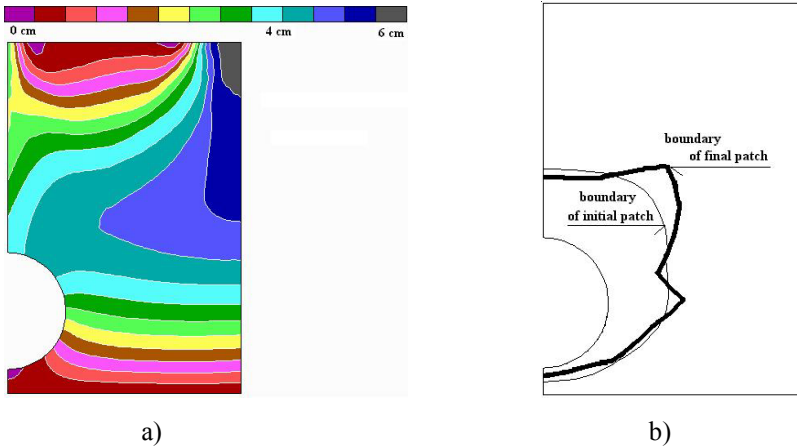 0 cm
4 cm
6 cm
boundary
of final patch
boundary
of initial patch
a)
b)